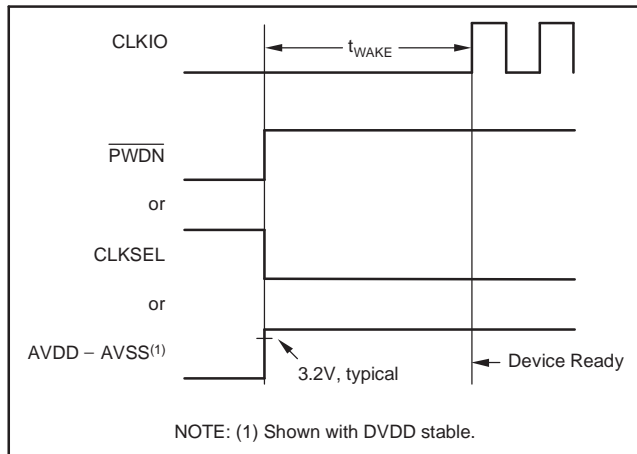 CLKIO
tWAKE
PWDN
or
CLKSEL
or
AVDD – AVSS(1)
3.2V, typical
Device Ready
NOTE: (1) Shown with DVDD stable.